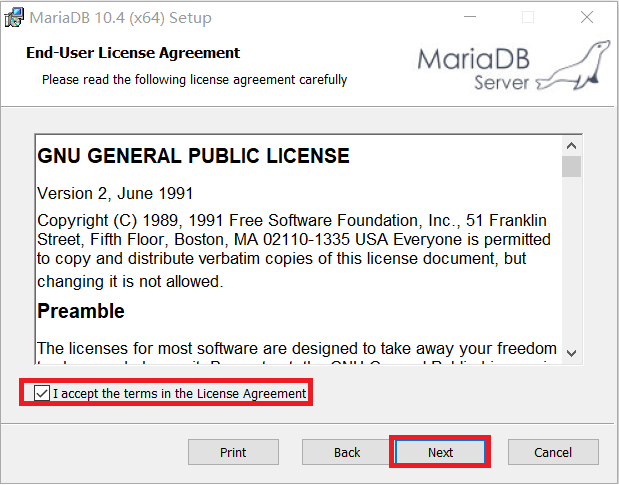 MariaDB 10.4 (x64) Setup
End-User License Agreement
Please read the following license agreement carefully
MariaDB
Server
GNU GENERAL PUBLIC LICENSE
Version 2, June 1991
Copyright (C) 1989, 1991 Free Software Foundation, Inc., 51 Franklin
Street, Fifth Floor, Boston, MA 02110-1335 USA Everyone is permitted
to copy and distribute verbatim copies of this license document, but
changing it is not allowed.
Preamble
The licenses for most software are designed to take away your freedom
I accept the terms in the License Agreement
Print
Back
Next
Cancel